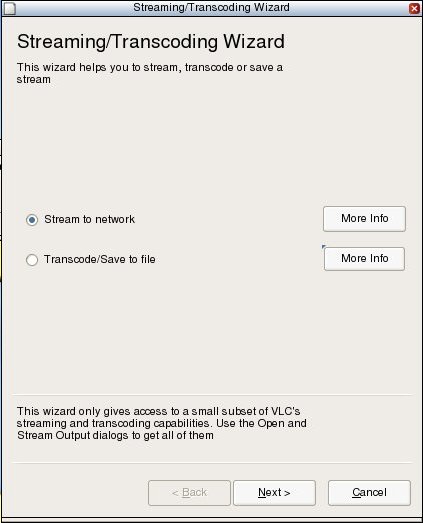 Streaming/Transcoding Wizard
Streaming/Transcoding Wizard
This wizard helps you to stream, transcode or save a
stream
Stream to network
More Info
Transcode/Save to file
More Info
This wizard only gives access to a small subset of VLC's
streaming and transcoding capabilities. Use the Open and
Stream Output dialogs to get all of them
< Back
Next >
Cancel